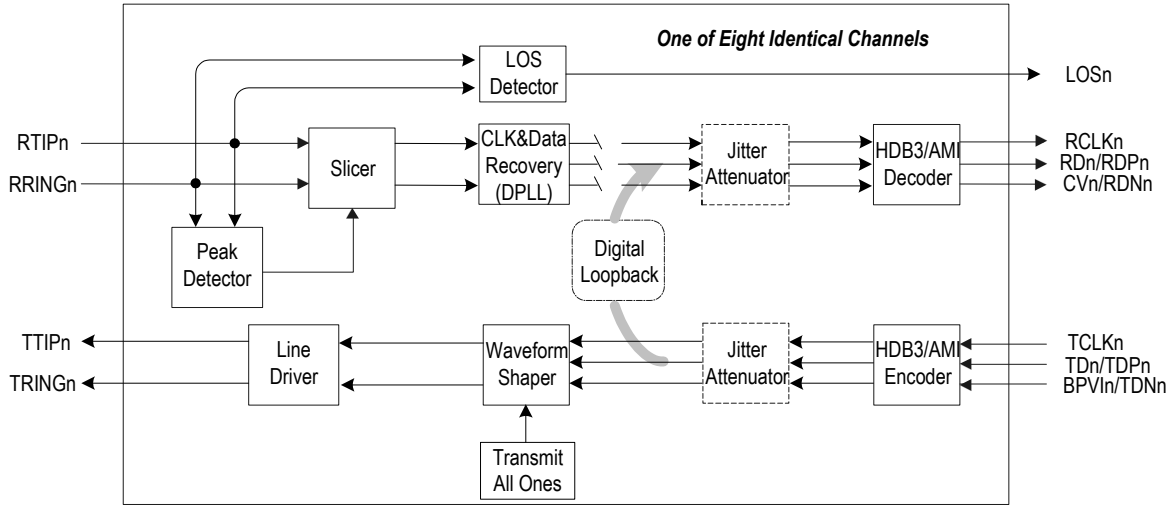 One of Eight Identical Channels
LOS
Detector
LOSn
RTIPn
RRINGn
Slicer
CLK&Data
Recovery
(DPLL)
Jitter
Attenuator
HDB3/AMI
Decoder
RCLKn
RDn/RDPn
CVn/RDNn
Peak
Detector
Digital
Loopback
TTIPn
TRINGn
Line
Driver
Waveform
Shaper
Jitter
Attenuator
HDB3/AMI
Encoder
TCLKn
TDn/TDPn
BPVIn/TDNn
Transmit
All Ones